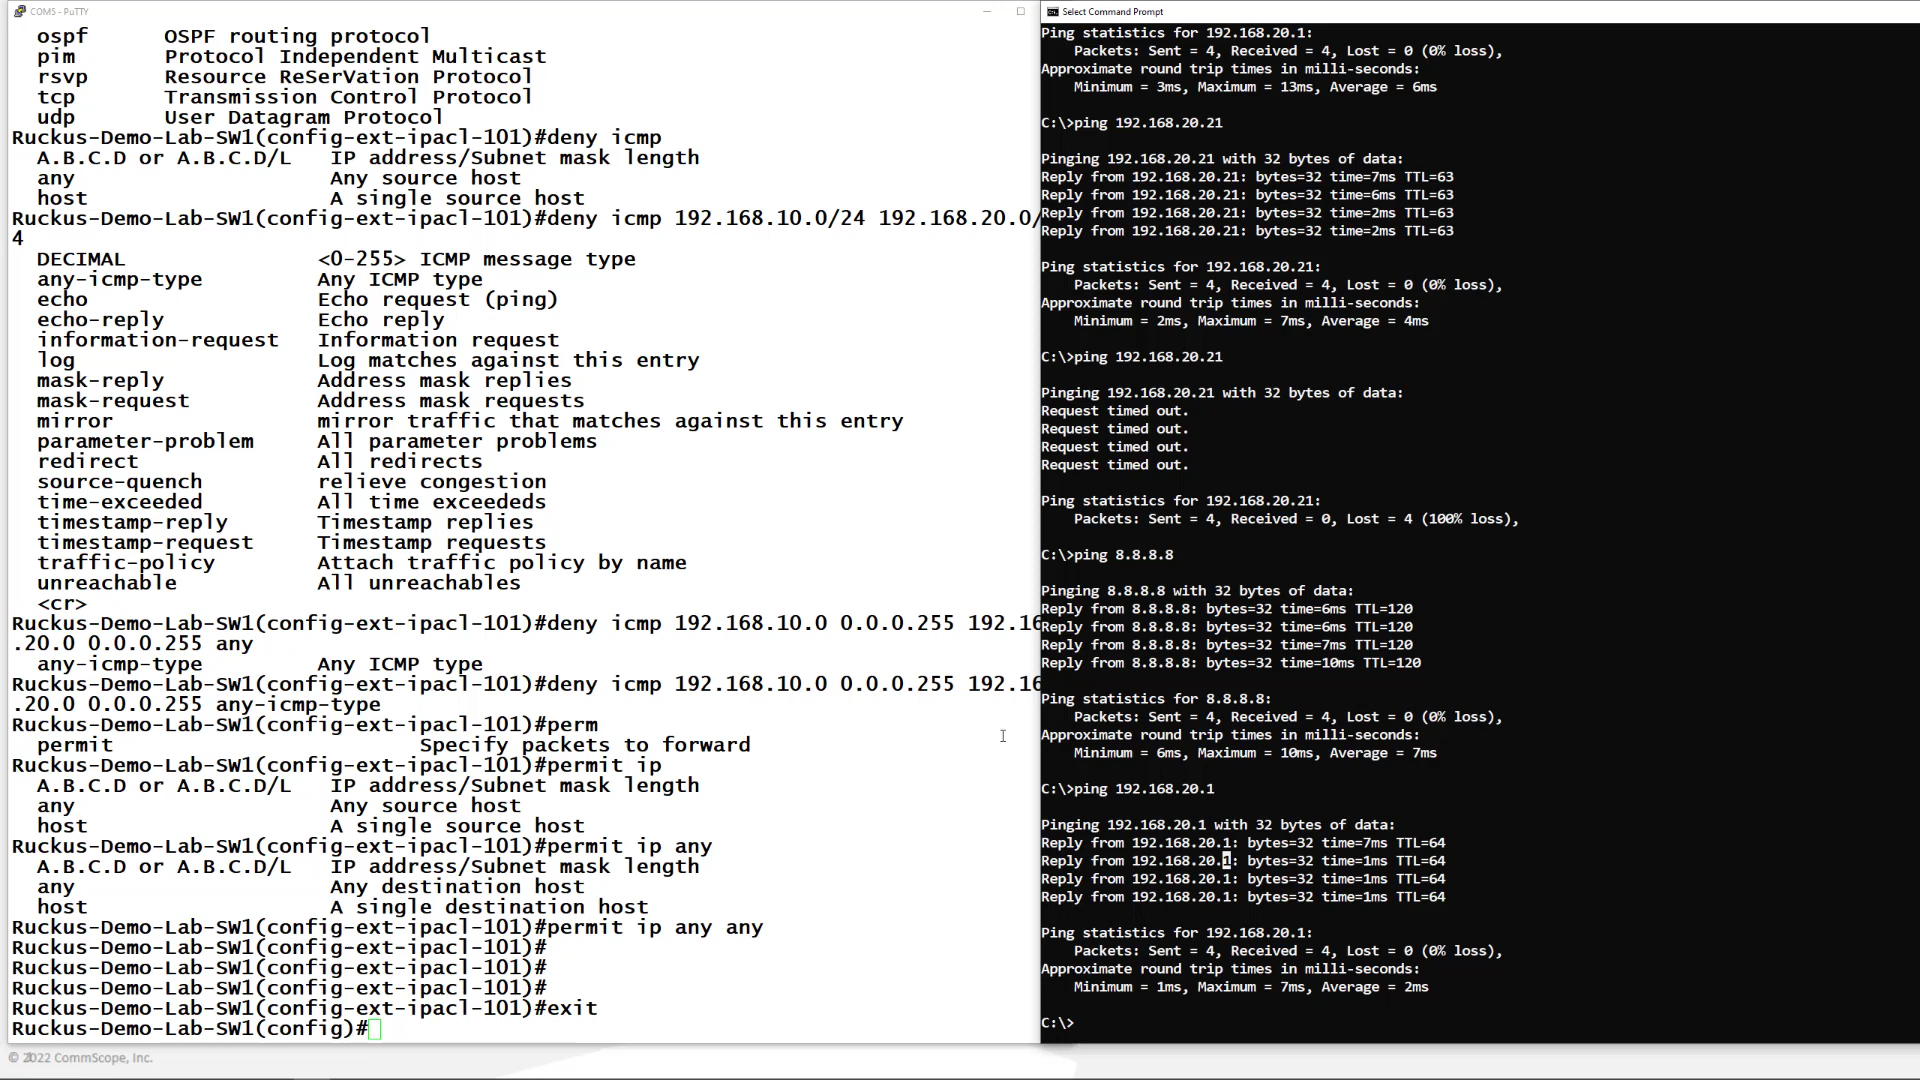 COM5 - PuTTY
ospf OSPF routing protocol
pim Protocol Independent Multicast
rsvp Resource ReSerVation Protocol
tcp Transmission Control Protocol
udp User Datagram Protocol
Ruckus-Demo-Lab-SW1(config-ext-ipacl-101)#deny icmp
A.B.C.D or A.B.C.D/L IP address/Subnet mask length
any Any source host
host A single source host
Ruckus-Demo-Lab-SW1(config-ext-ipacl-101)#deny icmp 192.168.10.0/24 192.168.20.0/
4
DECIMAL <0-255> ICMP message type
any-icmp-type Any ICMP type
echo Echo request (ping)
echo-reply Echo reply
information-request Information request
log Log matches against this entry
mask-reply Address mask replies
mask-request Address mask requests
mirror mirror traffic that matches against this entry
parameter-problem All parameter problems
redirect All redirects
source-quench relieve congestion
time-exceeded All time exceededs
timestamp-reply Timestamp replies
timestamp-request Timestamp requests
traffic-policy Attach traffic policy by name
unreachable All unreachables
<cr>
Ruckus-Demo-Lab-SW1(config-ext-ipacl-101)#deny icmp 192.168.10.0 0.0.0.255 192.16
.20.0 0.0.0.255 any
any-icmp-type Any ICMP type
Ruckus-Demo-Lab-SW1(config-ext-ipacl-101)#deny icmp 192.168.10.0 0.0.0.255 192.16
.20.0 0.0.0.255 any-icmp-type
Ruckus-Demo-Lab-SW1(config-ext-ipacl-101)#perm
permit Specify packets to forward
Ruckus-Demo-Lab-SW1(config-ext-ipacl-101)#permit ip
A.B.C.D or A.B.C.D/L IP address/Subnet mask length
any Any source host
host A single source host
Ruckus-Demo-Lab-SW1(config-ext-ipacl-101)#permit ip any
A.B.C.D or A.B.C.D/L IP address/Subnet mask length
any Any destination host
host A single destination host
Ruckus-Demo-Lab-SW1(config-ext-ipacl-101)#permit ip any any
Ruckus-Demo-Lab-SW1(config-ext-ipacl-101)#
Ruckus-Demo-Lab-SW1(config-ext-ipacl-101)#
Ruckus-Demo-Lab-SW1(config-ext-ipacl-101)#
Ruckus-Demo-Lab-SW1(config-ext-ipacl-101)#exit
Ruckus-Demo-Lab-SW1(config)#
Select Command Prompt
Ping statistics for 192.168.20.1:
Packets: Sent = 4, Received = 4, Lost = 0 (0% loss),
Approximate round trip times in milli-seconds:
Minimum = 3ms, Maximum = 13ms, Average = 6ms
C:\>ping 192.168.20.21
Pinging 192.168.20.21 with 32 bytes of data:
Reply from 192.168.20.21: bytes=32 time=7ms TTL=63
Reply from 192.168.20.21: bytes=32 time=6ms TTL=63
Reply from 192.168.20.21: bytes=32 time=2ms TTL=63
Reply from 192.168.20.21: bytes=32 time=2ms TTL=63
Ping statistics for 192.168.20.21:
Packets: Sent = 4, Received = 4, Lost = 0 (0% loss),
Approximate round trip times in milli-seconds:
Minimum = 2ms, Maximum = 7ms, Average = 4ms
C:\>ping 192.168.20.21
Pinging 192.168.20.21 with 32 bytes of data:
Request timed out.
Request timed out.
Request timed out.
Request timed out.
Ping statistics for 192.168.20.21:
Packets: Sent = 4, Received = 0, Lost = 4 (100% loss),
C:\>ping 8.8.8.8
Pinging 8.8.8.8 with 32 bytes of data:
Reply from 8.8.8.8: bytes=32 time=6ms TTL=120
Reply from 8.8.8.8: bytes=32 time=6ms TTL=120
Reply from 8.8.8.8: bytes=32 time=7ms TTL=120
Reply from 8.8.8.8: bytes=32 time=10ms TTL=120
Ping statistics for 8.8.8.8:
Packets: Sent = 4, Received = 4, Lost = 0 (0% loss),
Approximate round trip times in milli-seconds:
Minimum = 6ms, Maximum = 10ms, Average = 7ms
C:\>ping 192.168.20.1
Pinging 192.168.20.1 with 32 bytes of data:
Reply from 192.168.20.1: bytes=32 time=7ms TTL=64
Reply from 192.168.20.1: bytes=32 time=1ms TTL=64
Reply from 192.168.20.1: bytes=32 time=1ms TTL=64
Reply from 192.168.20.1: bytes=32 time=1ms TTL=64
Ping statistics for 192.168.20.1:
Packets: Sent = 4, Received = 4, Lost = 0 (0% loss),
Approximate round trip times in milli-seconds:
Minimum = 1ms, Maximum = 7ms, Average = 2ms
C:\>
© 2022 CommScope, Inc.